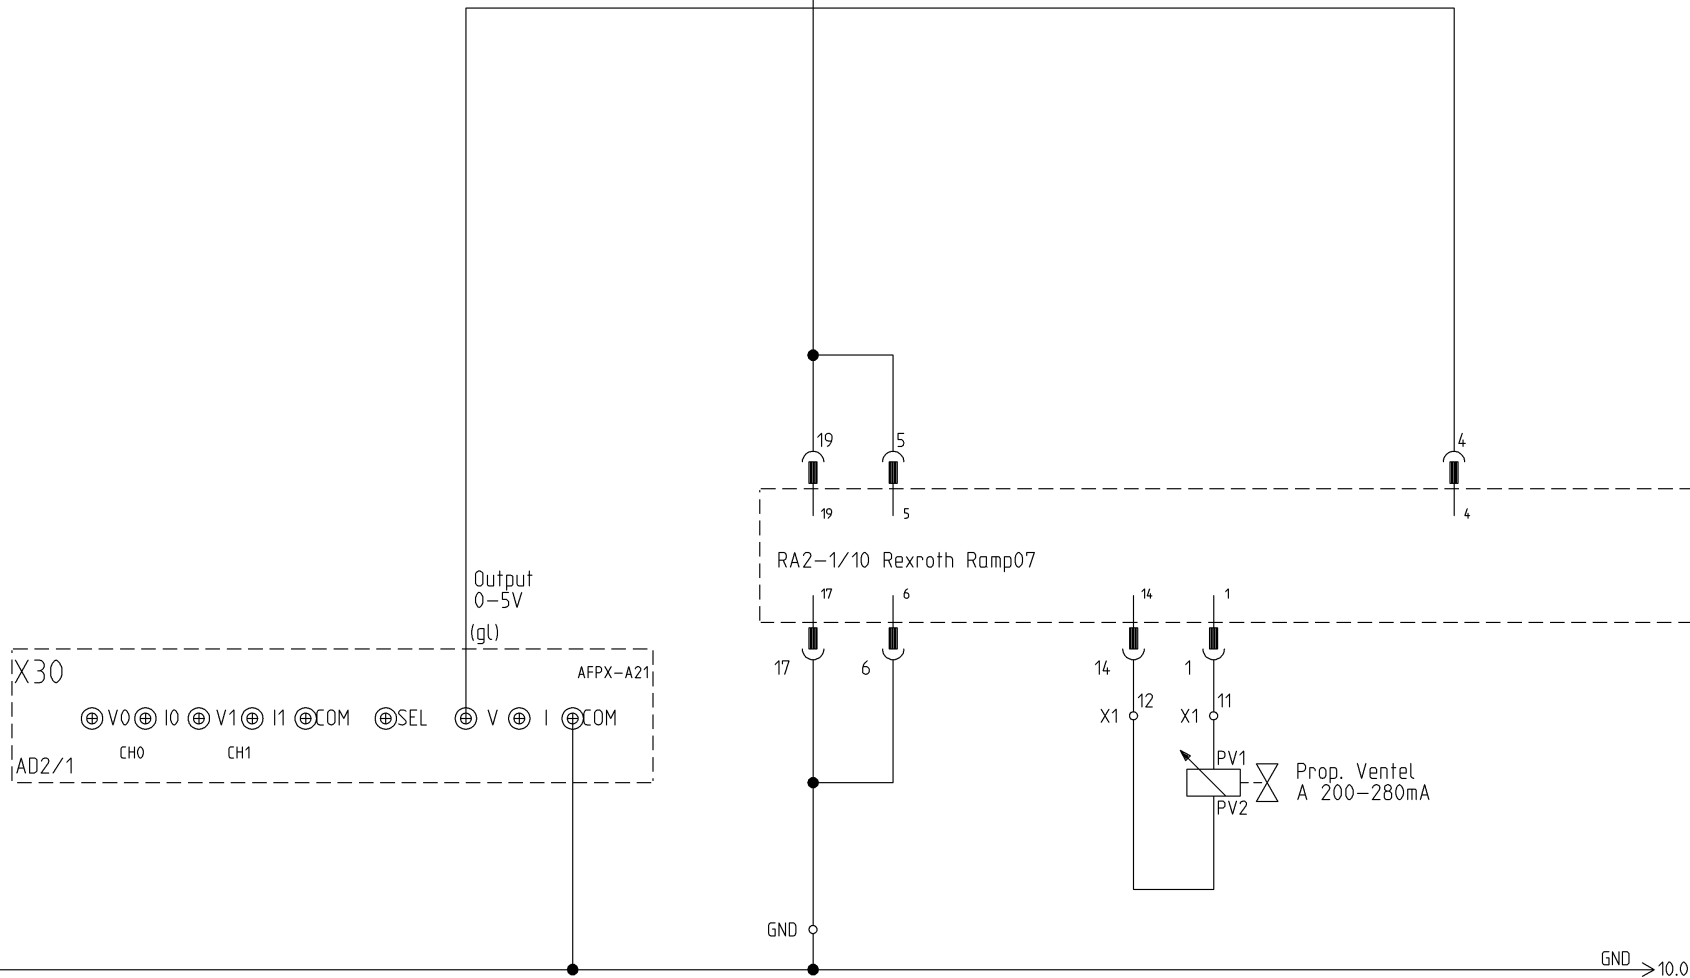 19
5
4
19
5
4
RA2-1/10 Rexroth Ramp07
17
6
14
1
17
6
14
1
Output
0-5V
(gl)
X30
AFPX-A21
V0
I0
V1
I1
COM
SEL
V
I
COM
CH0
CH1
AD2/1
X1
12
X1
11
PV1
PV2
Prop. Ventel
A 200-280mA
GND
GND
10.0